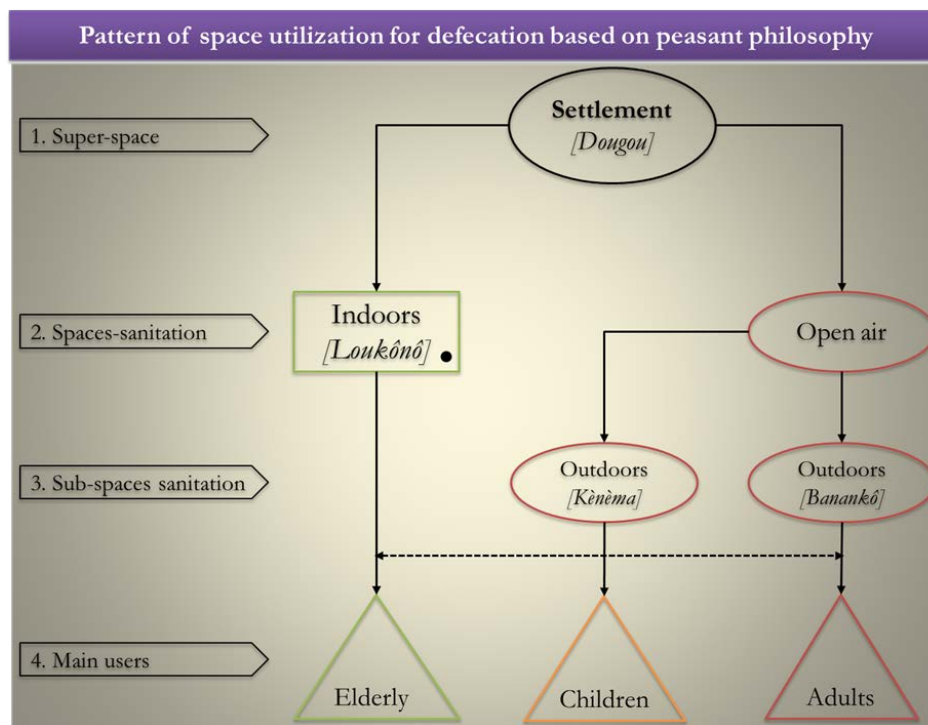 Pattern of space utilization for defecation based on peasant philosophy
1. Super-space
Settlement
[Dougou]
2. Spaces-sanitation
Indoors
[Loukônô]
Open air
3. Sub-spaces sanitation
Outdoors
[Kènèma]
Outdoors
[Banankô]
4. Main users
Elderly
Children
Adults